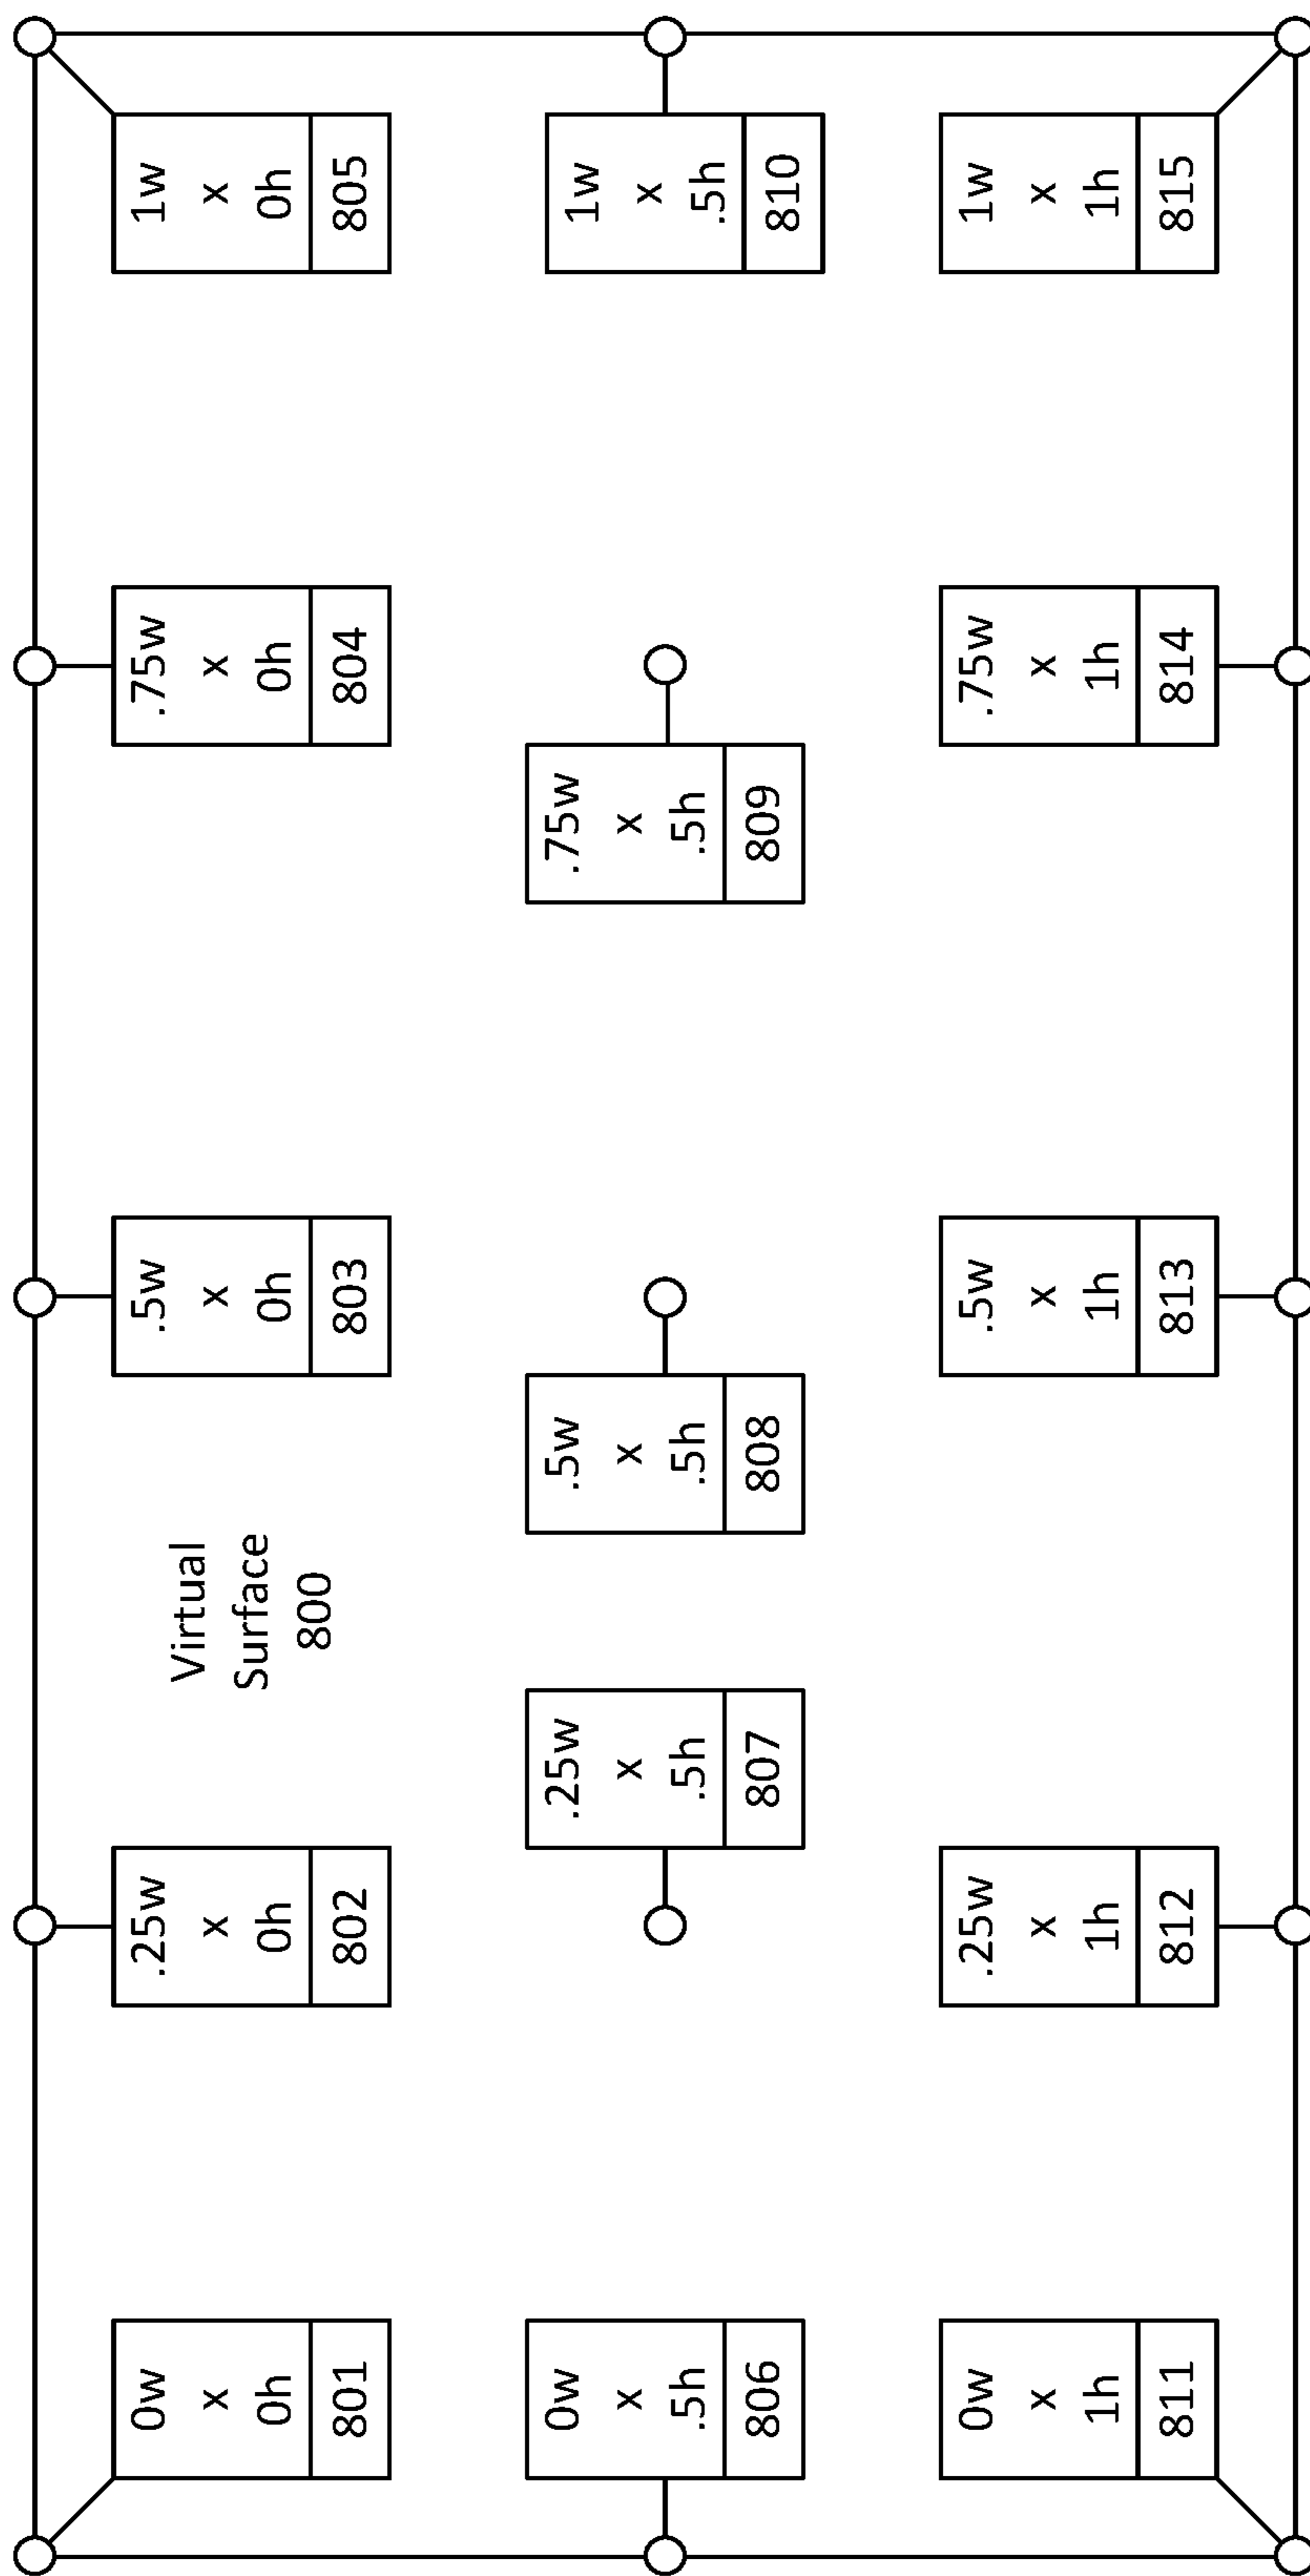 0w
x
0h
801
.25w
x
0h
802
Virtual
Surface
800
.5w
x
0h
803
.75w
x
0h
804
1w
x
0h
805
0w
x
.5h
806
.25w
x
.5h
807
.5w
x
.5h
808
.75w
x
.5h
809
1w
x
.5h
810
0w
x
1h
811
.25w
x
1h
812
.5w
x
1h
813
.75w
x
1h
814
1w
x
1h
815